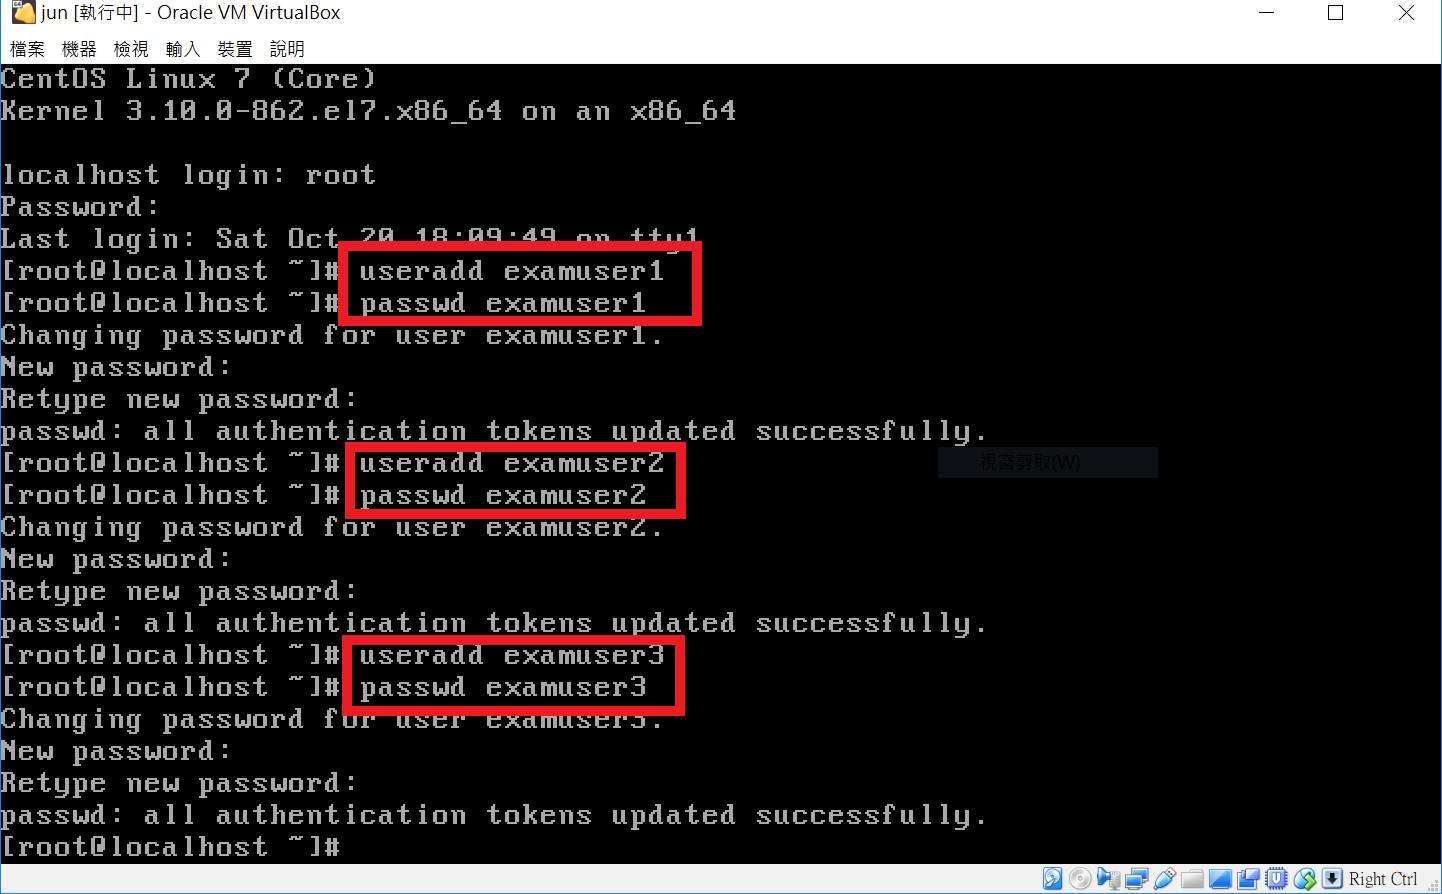 jun [執行中] - Oracle VM VirtualBox
檔案 機器 檢視 輸入 裝置 說明
CentOS Linux 7 (Core)
Kernel 3.10.0-862.el7.x86_64 on an x86_64
localhost login: root
Password:
Last login: Sat Oct 20 18:09:49 on tty1
[root@localhost ~]# useradd examuser1
[root@localhost ~]# passwd examuser1
Changing password for user examuser1.
New password:
Retype new password:
passwd: all authentication tokens updated successfully.
[root@localhost ~]# useradd examuser2
視窗剪取(W)
[root@localhost ~]# passwd examuser2
Changing password for user examuser2.
New password:
Retype new password:
passwd: all authentication tokens updated successfully.
[root@localhost ~]# useradd examuser3
[root@localhost ~]# passwd examuser3
Changing password for user examuser3.
New password:
Retype new password:
passwd: all authentication tokens updated successfully.
[root@localhost ~]#
Right Ctrl